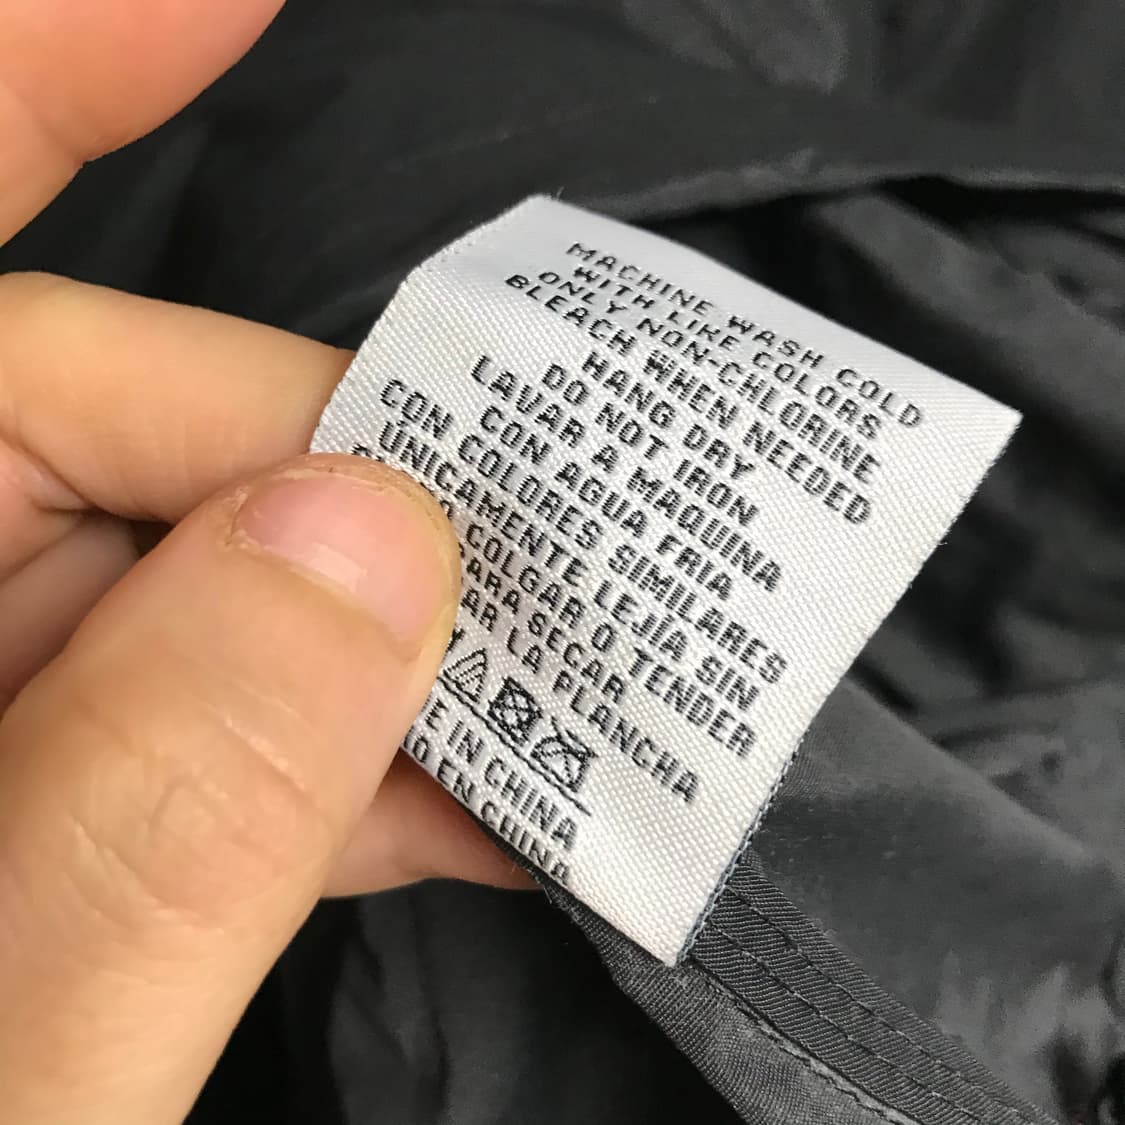 MACHINE WASH COLD
WITH LIKE COLORS
ONLY NON-CHLORINE
BLEACH WHEN NEEDED
HANG DRY
DO NOT IRON
LAVAR A MAQUINA
CON AGUA FRIA
CON COLORES SIMILARES
ÚNICAMENTE LEJÍA SIN
COLGAR O TENDER
SECAR
LA PLANCHA
IN CHINA
EN CHINA